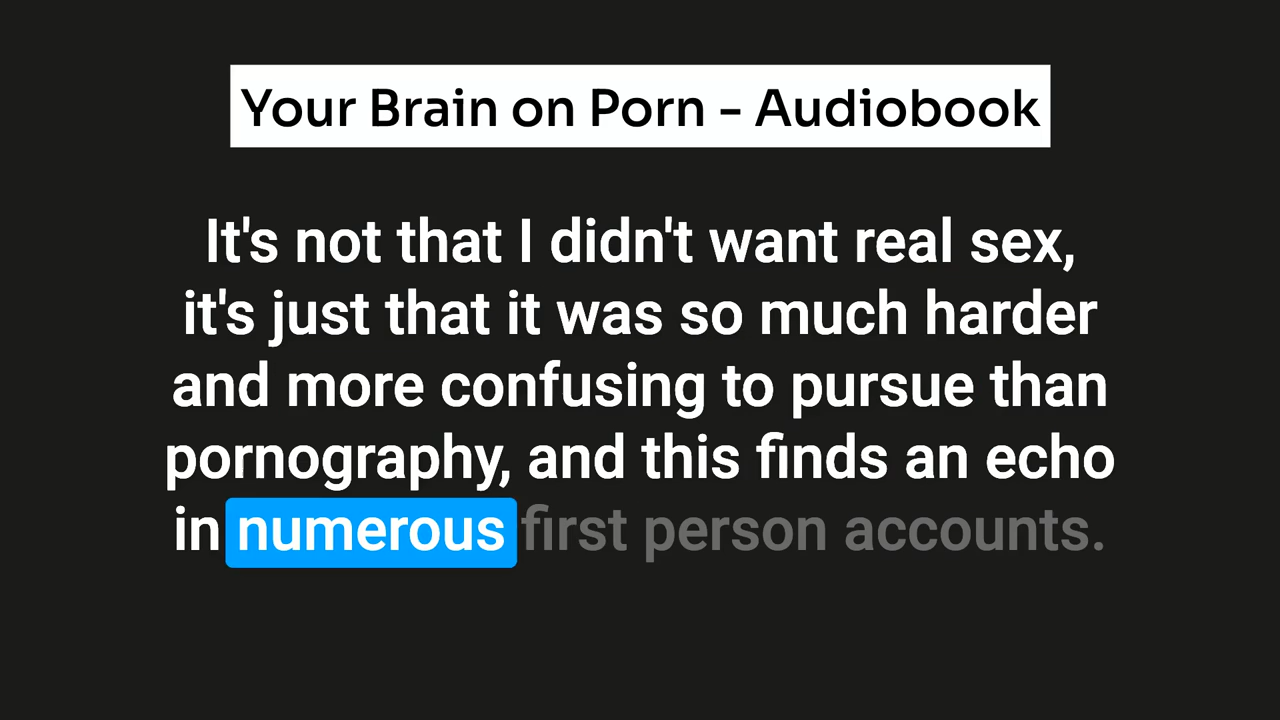 Your Brain on Porn - Audiobook
It's not that I didn't want real sex,
it's just that it was so much harder
and more confusing to pursue than
pornography, and this finds an echo
in numerous first person accounts.